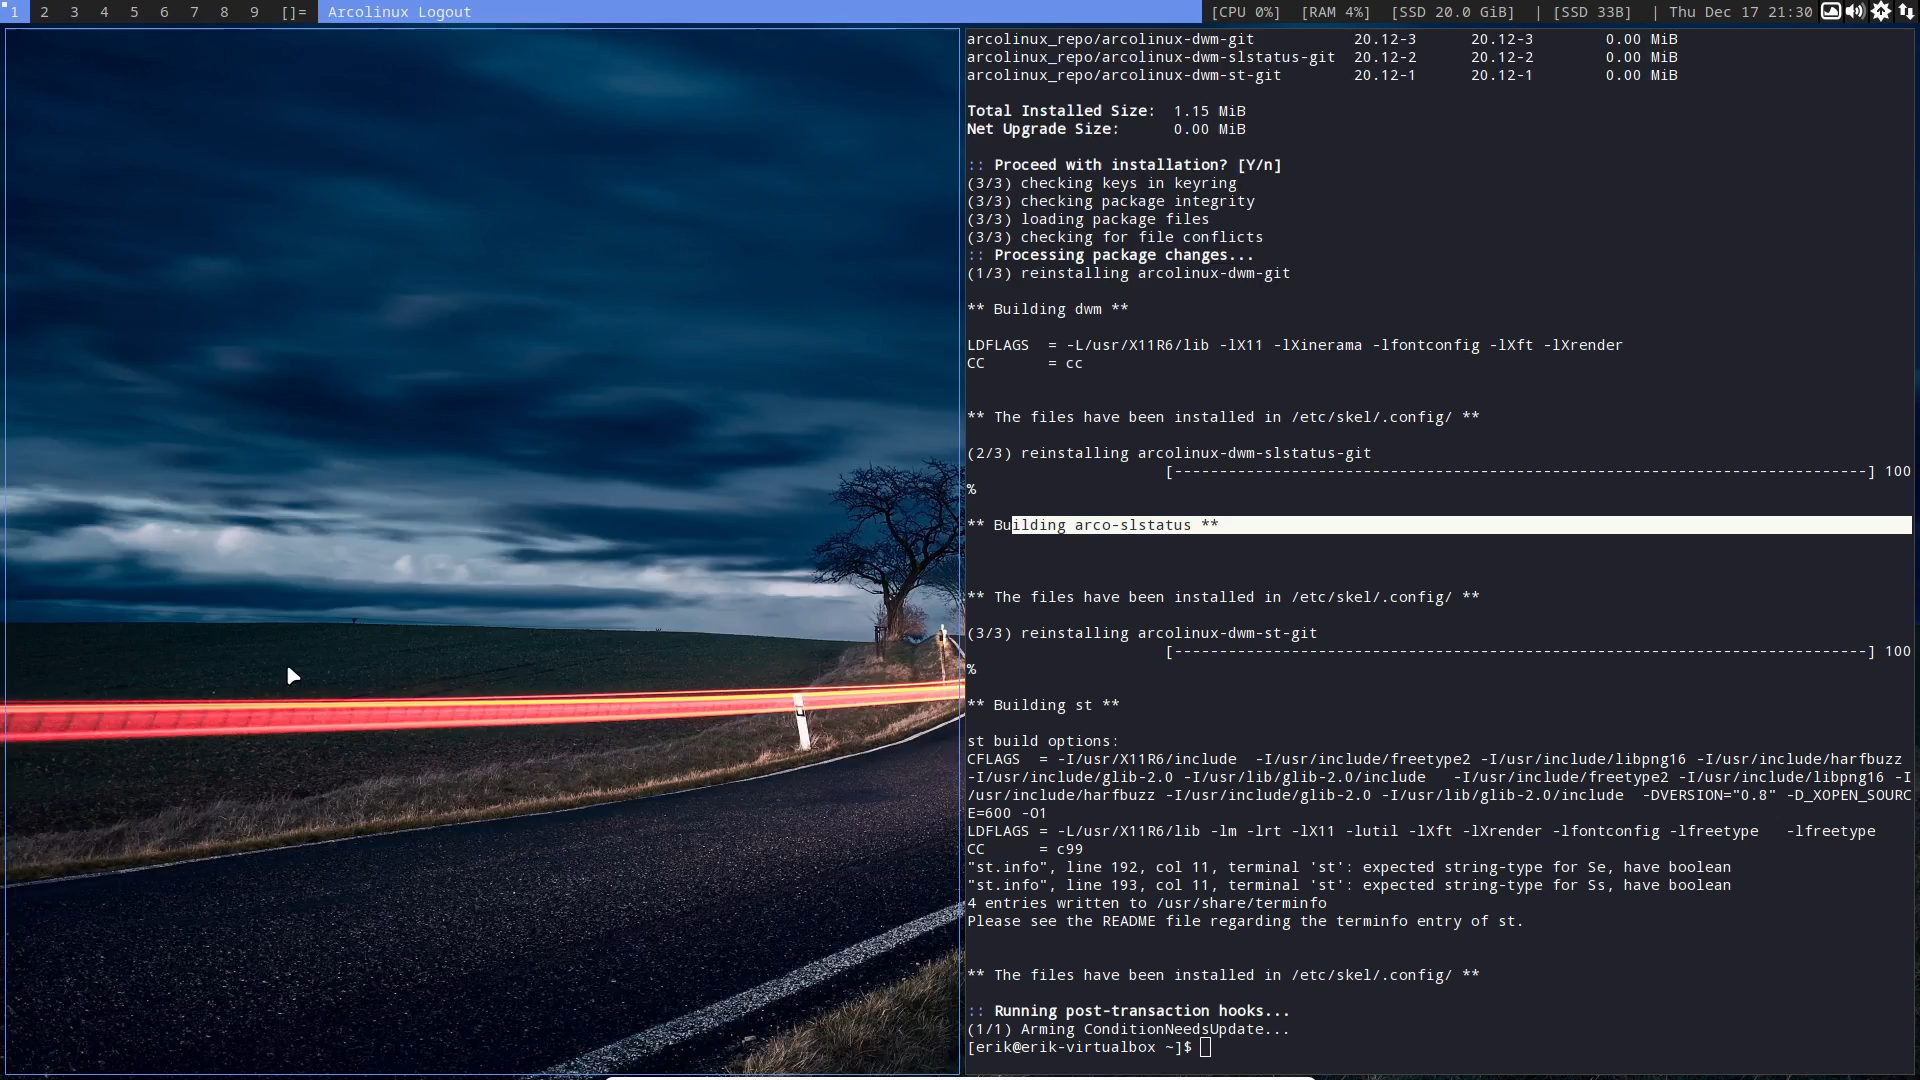 1 2 3 4 5 6 7 8 9 []= Arcolinux Logout [CPU 0%] [RAM 4%] [SSD 20.0 GiB] | [SSD 33B] | Thu Dec 17 21:30
arcolinux_repo/arcolinux-dwm-git 20.12-3 20.12-3 0.00 MiB
arcolinux_repo/arcolinux-dwm-slstatus-git 20.12-2 20.12-2 0.00 MiB
arcolinux_repo/arcolinux-dwm-st-git 20.12-1 20.12-1 0.00 MiB
Total Installed Size: 1.15 MiB
Net Upgrade Size: 0.00 MiB
:: Proceed with installation? [Y/n]
(3/3) checking keys in keyring
(3/3) checking package integrity
(3/3) loading package files
(3/3) checking for file conflicts
:: Processing package changes...
(1/3) reinstalling arcolinux-dwm-git
** Building dwm **
LDFLAGS = -L/usr/X11R6/lib -lX11 -lXinerama -lfontconfig -lXft -lXrender
CC = cc
** The files have been installed in /etc/skel/.config/ **
(2/3) reinstalling arcolinux-dwm-slstatus-git
[-----------------------------------------------------------------------------] 100
%
** Building arco-slstatus **
** The files have been installed in /etc/skel/.config/ **
(3/3) reinstalling arcolinux-dwm-st-git
[-----------------------------------------------------------------------------] 100
%
** Building st **
st build options:
CFLAGS = -I/usr/X11R6/include -I/usr/include/freetype2 -I/usr/include/libpng16 -I/usr/include/harfbuzz
-I/usr/include/glib-2.0 -I/usr/lib/glib-2.0/include -I/usr/include/freetype2 -I/usr/include/libpng16 -I
/usr/include/harfbuzz -I/usr/include/glib-2.0 -I/usr/lib/glib-2.0/include -DVERSION="0.8" -D_XOPEN_SOURC
E=600 -O1
LDFLAGS = -L/usr/X11R6/lib -lm -lrt -lX11 -lutil -lXft -lXrender -lfontconfig -lfreetype -lfreetype
CC = c99
"st.info", line 192, col 11, terminal 'st': expected string-type for Se, have boolean
"st.info", line 193, col 11, terminal 'st': expected string-type for Ss, have boolean
4 entries written to /usr/share/terminfo
Please see the README file regarding the terminfo entry of st.
** The files have been installed in /etc/skel/.config/ **
:: Running post-transaction hooks...
(1/1) Arming ConditionNeedsUpdate...
[erik@erik-virtualbox ~]$